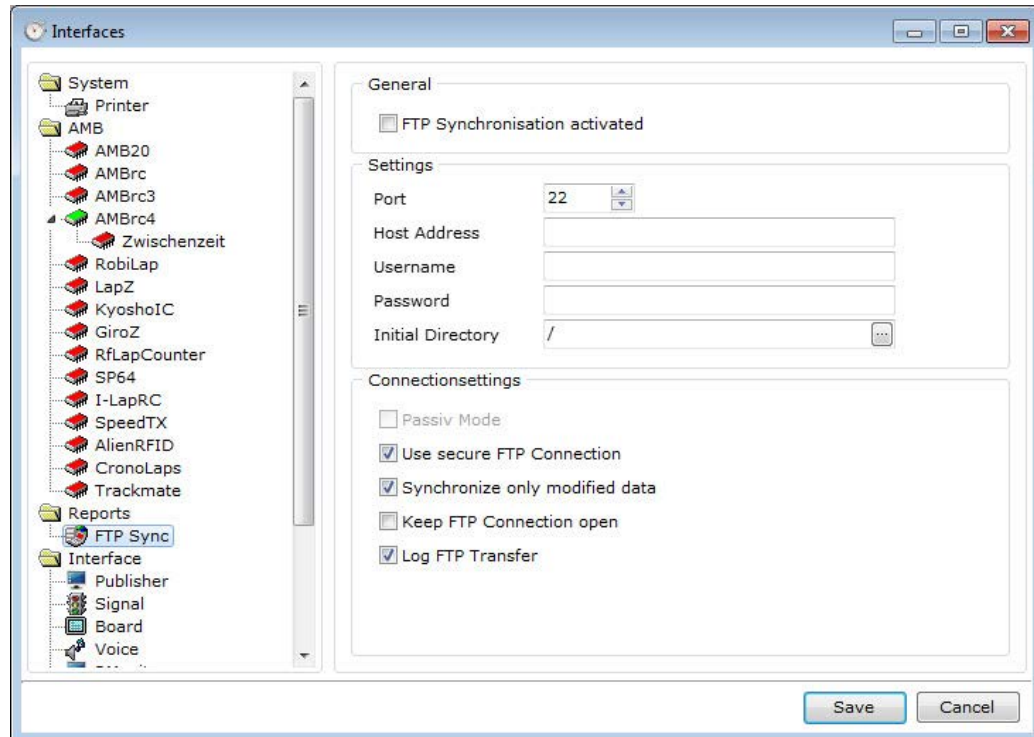 Interfaces
System
Printer
AMB
AMB20
AMBrc
AMBrc3
AMBrc4
Zwischenzeit
RobiLap
LapZ
KyoshoIC
GiroZ
RfLapCounter
SP64
I-LapRC
SpeedTX
AlienRFID
CronoLaps
Trackmate
Reports
FTP Sync
Interface
Publisher
Signal
Board
Voice
General
FTP Synchronisation activated
Settings
Port 22
Host Address
Username
Password
Initial Directory / ...
Connectionsettings
Passiv Mode
Use secure FTP Connection
Synchronize only modified data
Keep FTP Connection open
Log FTP Transfer
Save Cancel